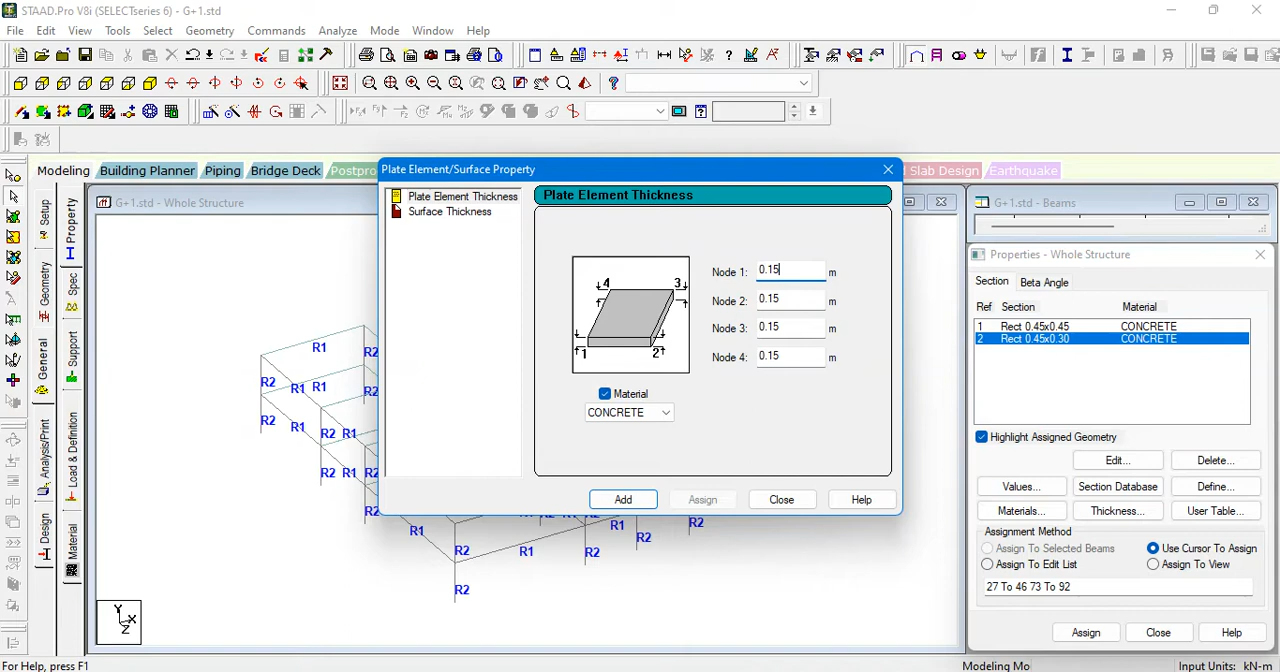 STAAD.Pro V8i (SELECTseries 6) - G+1.std
File Edit View Tools Select Geometry Commands Analyze Mode Window Help
Modeling Building Planner Piping Bridge Deck Postpro
d Slab Design Earthquake
G+1.std - Whole Structure
G+1.std - Beams
Setup
Geometry
General
Analysis/Print
Design
Property
Spec
Support
Load & Definition
Material
R1
R2
R2 R1 R1
R2
R2 R1
R2 R1
R2 R1
R2
R1
R2
R1
R2
R1
R2
R2
R2
R2
Y
X
Z
Plate Element/Surface Property
Plate Element Thickness
Surface Thickness
Plate Element Thickness
4
3
1
2
Node 1: 0.15 m
Node 2: 0.15 m
Node 3: 0.15 m
Node 4: 0.15 m
Material
CONCRETE
Add Assign Close Help
Properties - Whole Structure
Section Beta Angle
Ref Section Material
1 Rect 0.45x0.45 CONCRETE
2 Rect 0.45x0.30 CONCRETE
Highlight Assigned Geometry
Edit... Delete...
Values... Section Database Define...
Materials... Thickness... User Table...
Assignment Method
Assign To Selected Beams Use Cursor To Assign
Assign To Edit List Assign To View
27 To 46 73 To 92
Assign Close Help
For Help, press F1
Modeling Mo Input Units: kN-m